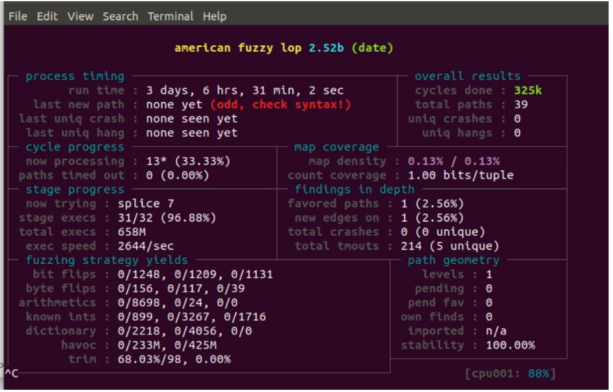 File Edit View Search Terminal Help
american fuzzy lop 2.52b (date)
process timing
run time : 3 days, 6 hrs, 31 min, 2 sec
last new path : none yet (odd, check syntax!)
last uniq crash : none seen yet
last uniq hang : none seen yet
overall results
cycles done : 325k
total paths : 39
uniq crashes : 0
uniq hangs : 0
cycle progress
now processing : 13* (33.33%)
paths timed out : 0 (0.00%)
map coverage
map density : 0.13% / 0.13%
count coverage : 1.00 bits/tuple
stage progress
now trying : splice 7
stage execs : 31/32 (96.88%)
total execs : 658M
exec speed : 2644/sec
findings in depth
favored paths : 1 (2.56%)
new edges on : 1 (2.56%)
total crashes : 0 (0 unique)
total tmouts : 214 (5 unique)
fuzzing strategy yields
bit flips : 0/1248, 0/1209, 0/1131
byte flips : 0/156, 0/117, 0/39
arithmetics : 0/8698, 0/24, 0/0
known ints : 0/899, 0/3267, 0/1716
dictionary : 0/2218, 0/4056, 0/0
havoc : 0/233M, 0/425M
trim : 68.03%/98, 0.00%
path geometry
levels : 1
pending : 0
pend fav : 0
own finds : 0
imported : n/a
stability : 100.00%
^C
[cpu001: 88%]